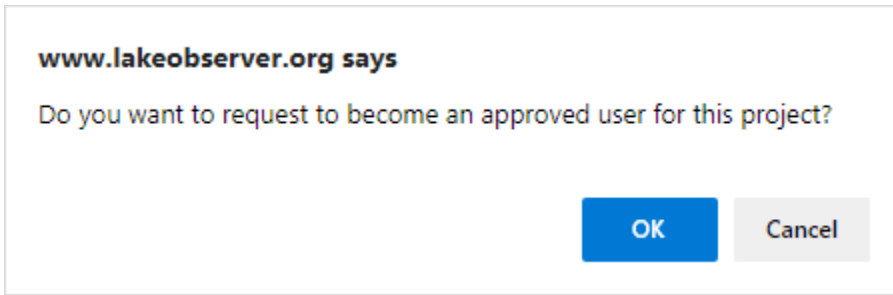 www.lakeobserver.org says
Do you want to request to become an approved user for this project?
OK
Cancel